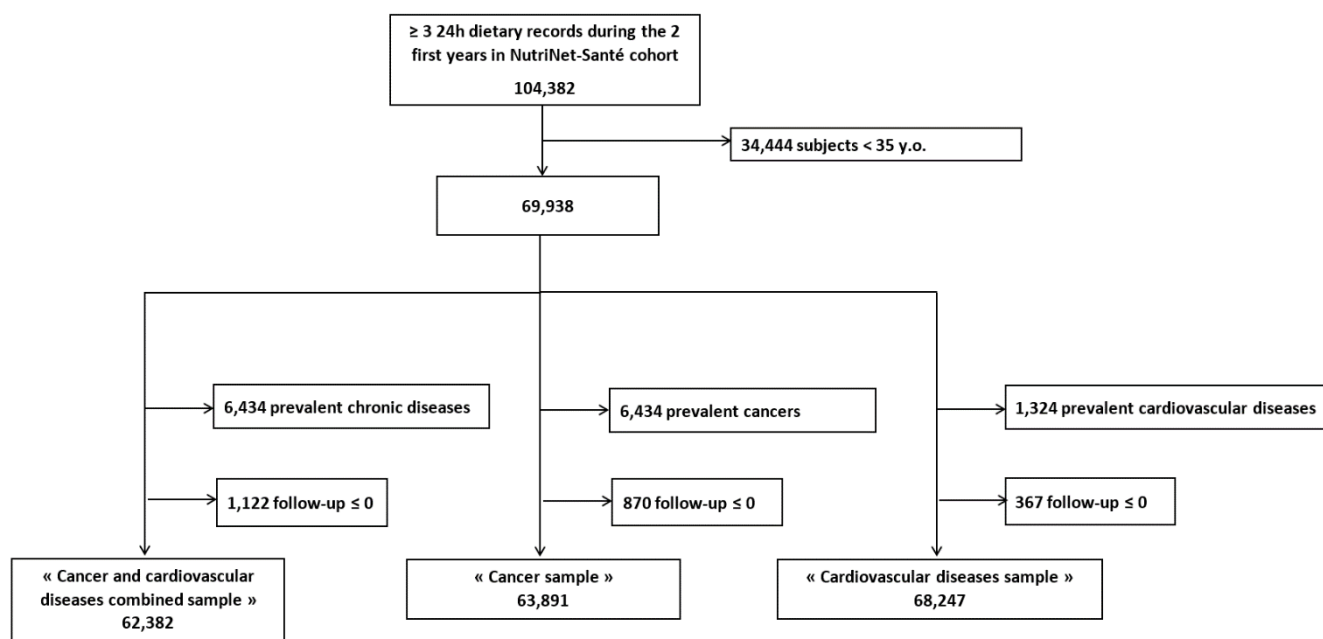 ≥ 3 24h dietary records during the 2
first years in NutriNet-Santé cohort
104,382
34,444 subjects < 35 y.o.
69,938
6,434 prevalent chronic diseases
6,434 prevalent cancers
1,324 prevalent cardiovascular diseases
1,122 follow-up ≤ 0
870 follow-up ≤ 0
367 follow-up ≤ 0
« Cancer and cardiovascular
diseases combined sample »
62,382
« Cancer sample »
63,891
« Cardiovascular diseases sample »
68,247